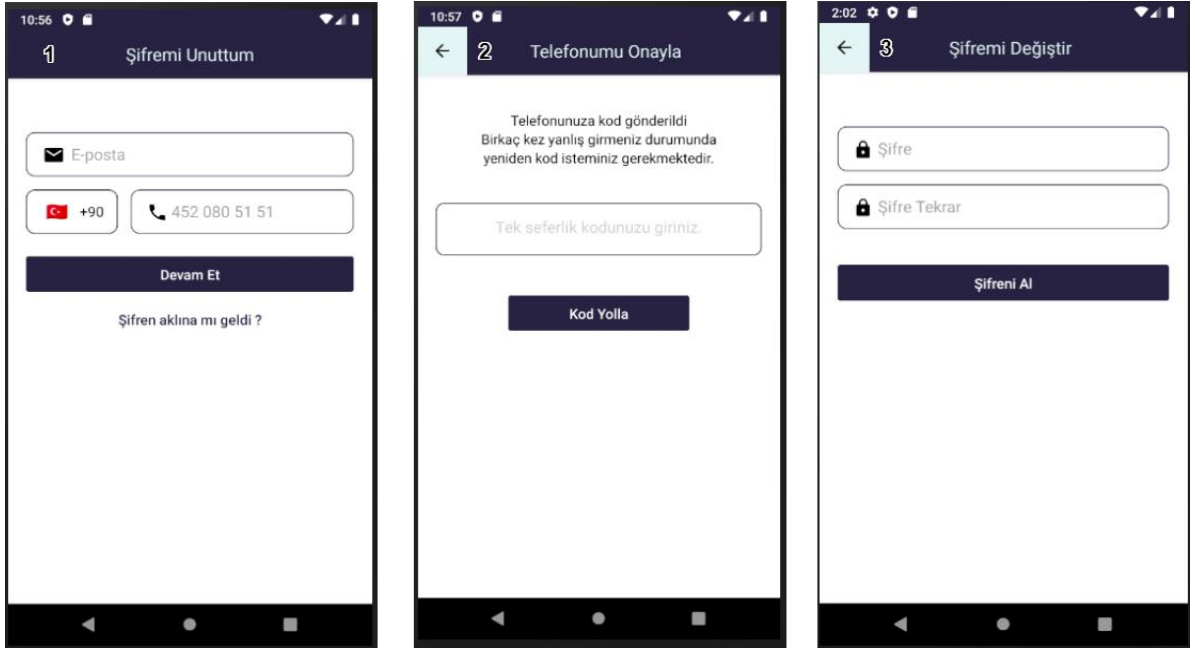 10:56
1
Şifremi Unuttum
E-posta
+90
452 080 51 51
Devam Et
Şifren aklına mı geldi ?
10:57
2
Telefonumu Onayla
Telefonunuza kod gönderildi
Birkaç kez yanlış girmeniz durumunda
yeniden kod isteminiz gerekmektedir.
Tek seferlik kodunuzu giriniz.
Kod Yolla
2:02
3
Şifremi Değiştir
Şifre
Şifre Tekrar
Şifreni Al